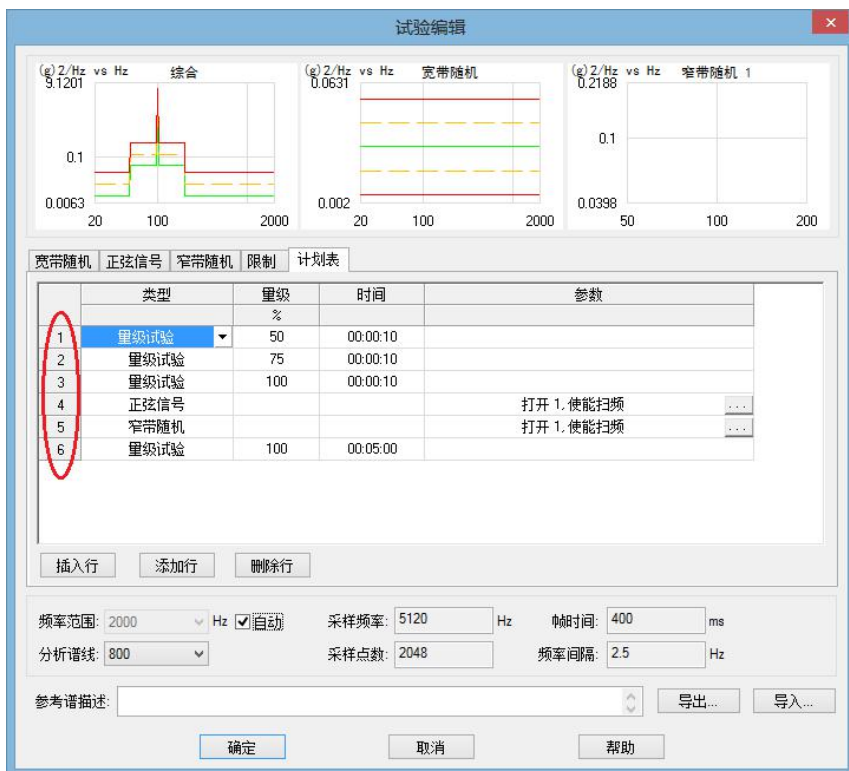 试验编辑
(g)2/Hz vs Hz 综合
9.1201
0.1
0.0063
20 100 2000
(g)2/Hz vs Hz 宽带随机
0.0631
0.002
20 100 2000
(g)2/Hz vs Hz 窄带随机 1
0.2188
0.1
0.0398
50 100 200
宽带随机 正弦信号 窄带随机 限制 计划表
类型 量级 时间 参数
%
1 量级试验 50 00:00:10
2 量级试验 75 00:00:10
3 量级试验 100 00:00:10
4 正弦信号 打开 1,使能扫频 ...
5 窄带随机 打开 1,使能扫频 ...
6 量级试验 100 00:05:00
插入行 添加行 删除行
频率范围: 2000 Hz 自动 采样频率: 5120 Hz 帧时间: 400 ms
分析谱线: 800 采样点数: 2048 频率间隔: 2.5 Hz
参考谱描述: 导出... 导入...
确定 取消 帮助